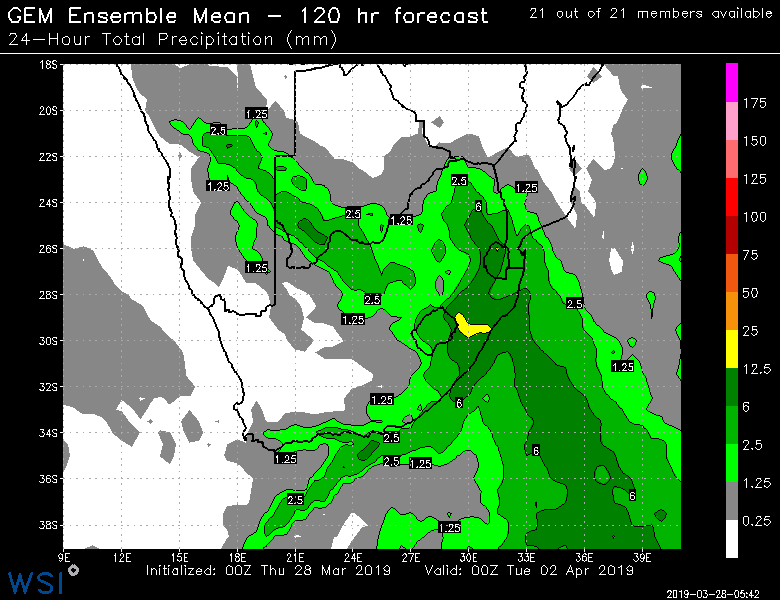 GEM Ensemble Mean - 120 hr forecast
21 out of 21 members available
24-Hour Total Precipitation (mm)
18S
20S
22S
24S
26S
28S
30S
32S
34S
36S
38S
1.25
2.5
1.25
2.5
1.25
6
2.5
1.25
1.25
2.5
2.5
1.25
1.25
1.25
6
2.5
1.25
2.5
1.25
6
2.5
6
1.25
175
150
125
100
75
50
25
12.5
6
2.5
1.25
0.25
9E 12E 15E 18E 21E 24E 27E 30E 33E 36E 39E
Initialized: 00Z Thu 28 Mar 2019 Valid: 00Z Tue 02 Apr 2019
WSI
2019-03-28-05:42